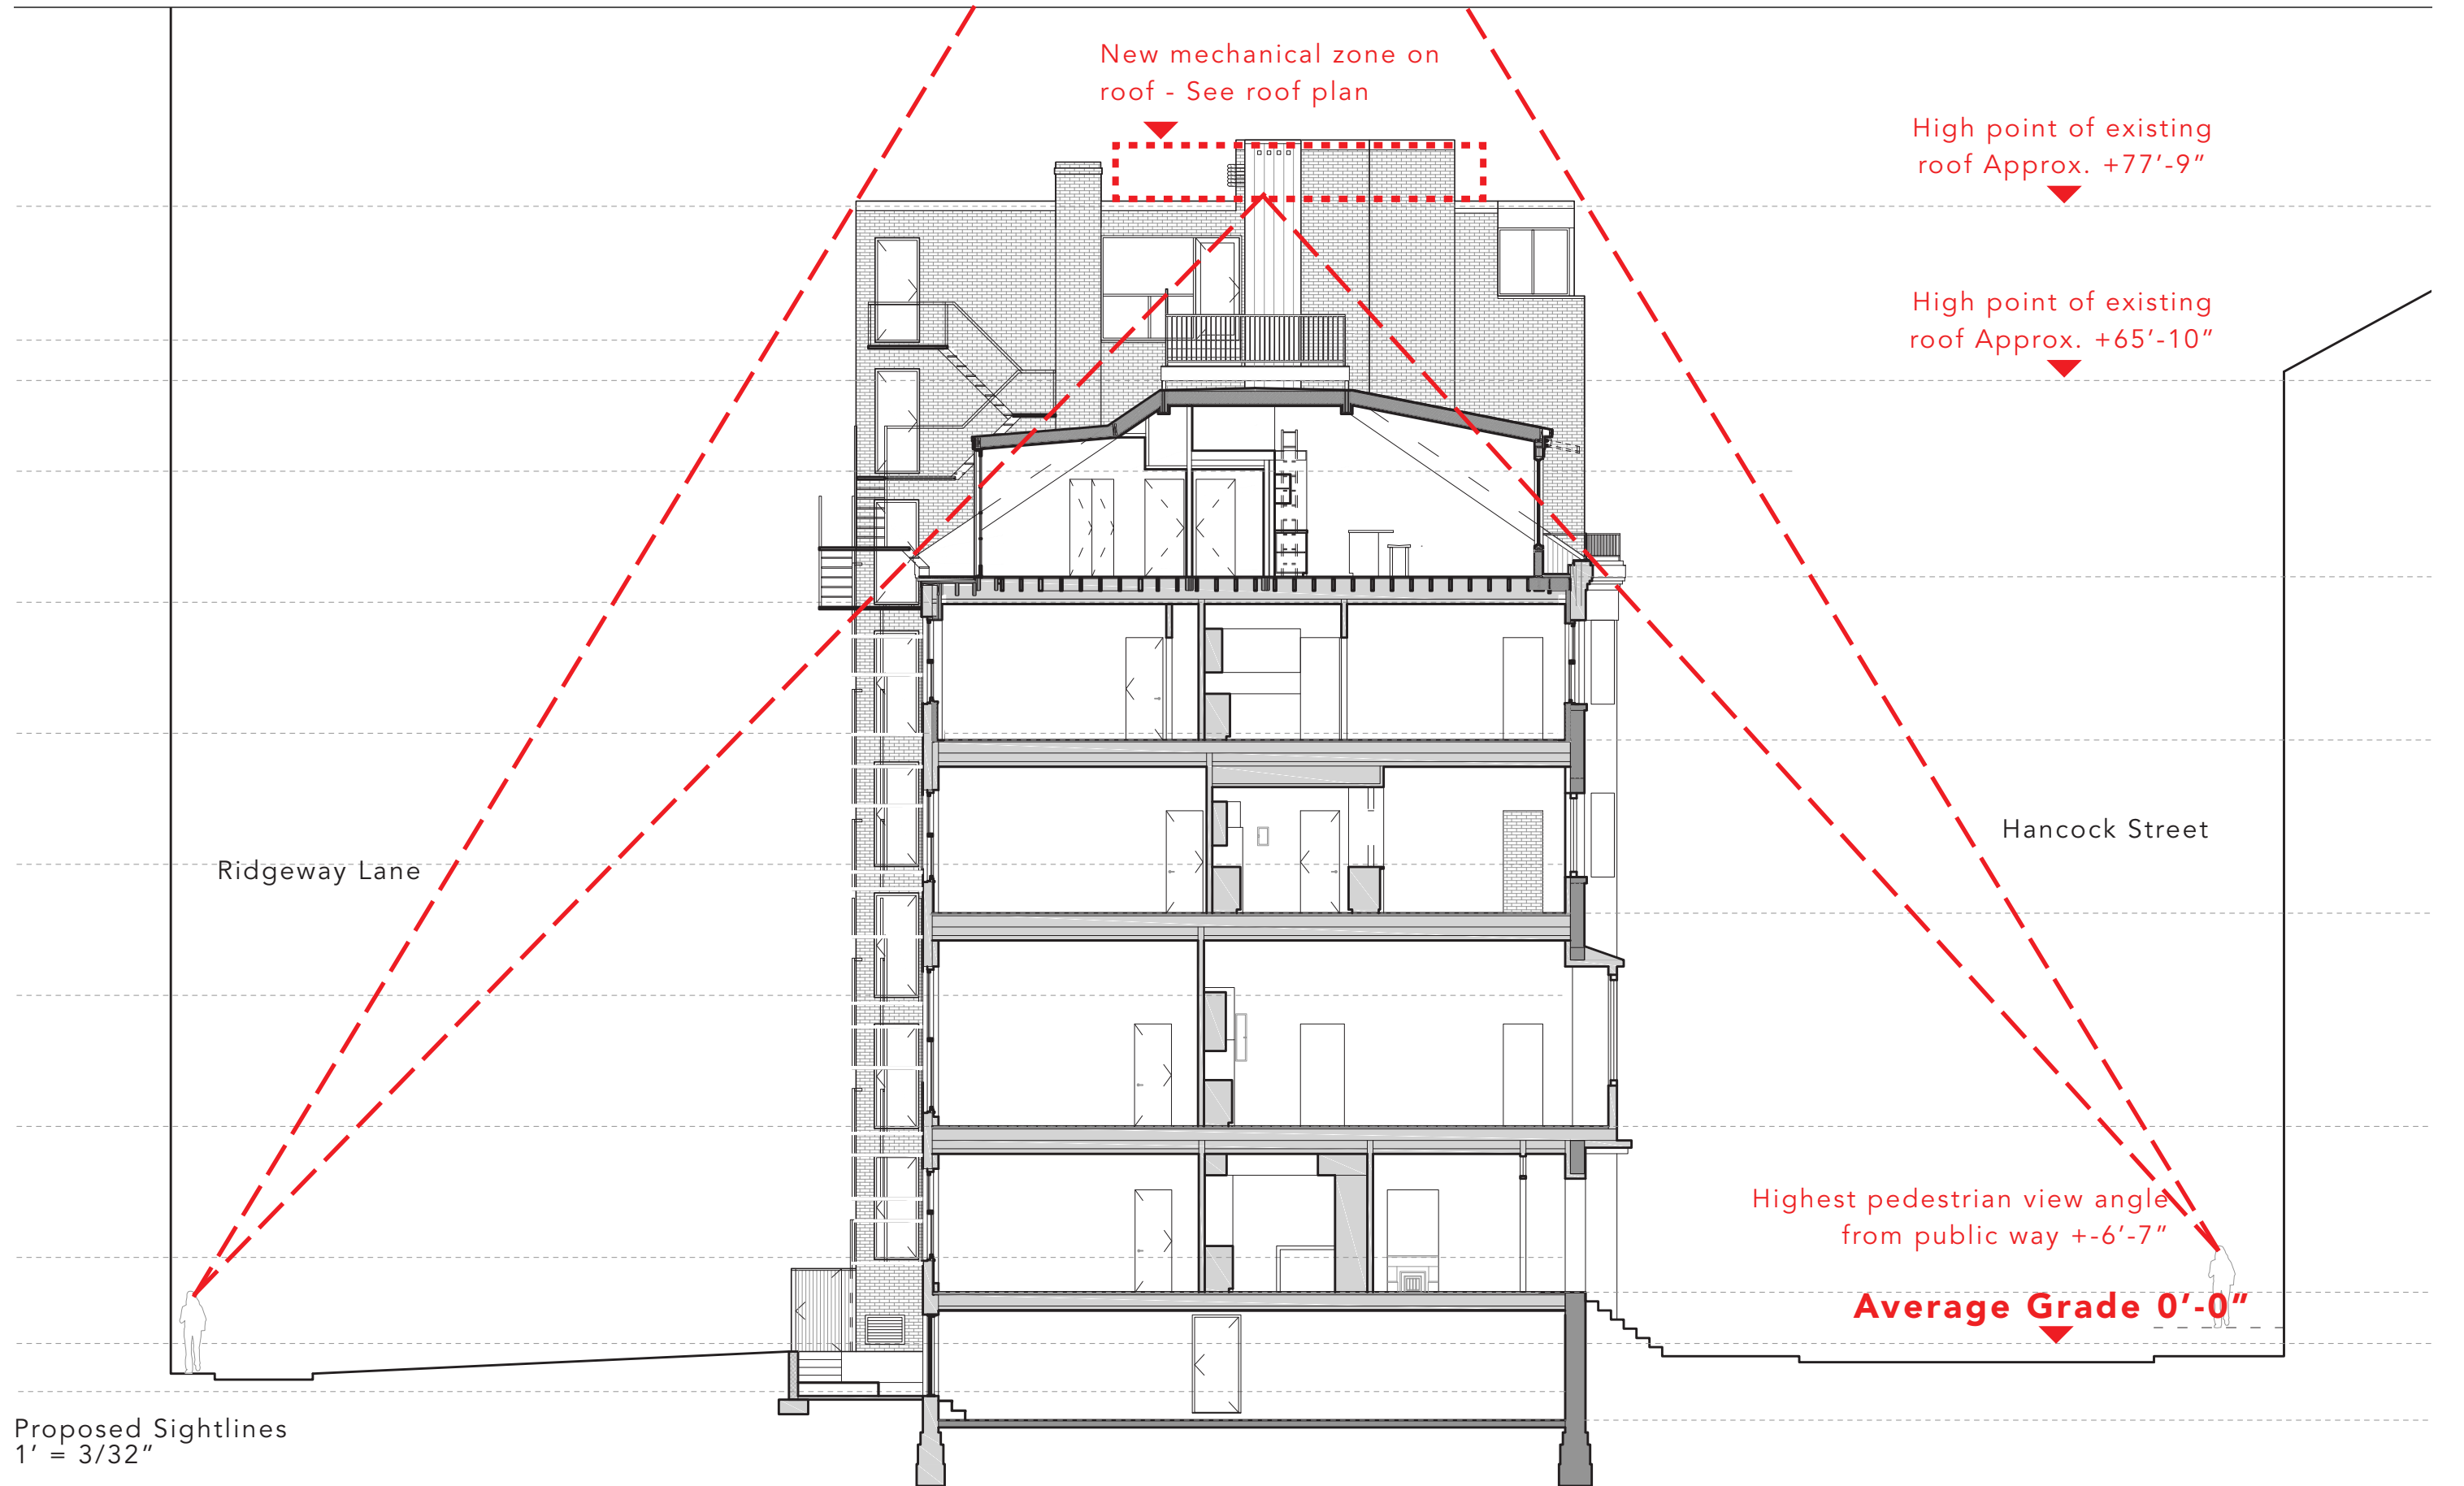 New mechanical zone on
roof - See roof plan
High point of existing
roof Approx. +77’-9”
High point of existing
roof Approx. +65’-10”
Hancock Street
Ridgeway Lane
Highest pedestrian view angle
from public way +-6’-7”
Average Grade 0’-0”
Proposed Sightlines
1’ = 3/32”